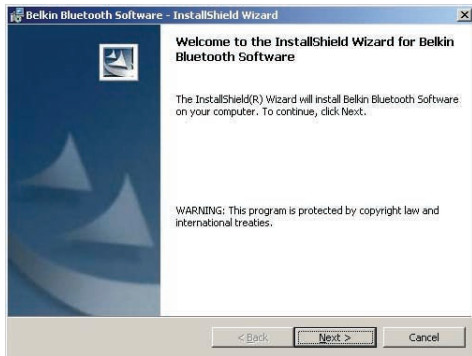 Belkin Bluetooth Software - InstallShield Wizard
Welcome to the InstallShield Wizard for Belkin
Bluetooth Software
The InstallShield(R) Wizard will install Belkin Bluetooth Software
on your computer. To continue, click Next.
WARNING: This program is protected by copyright law and
international treaties.
< Back Next > Cancel